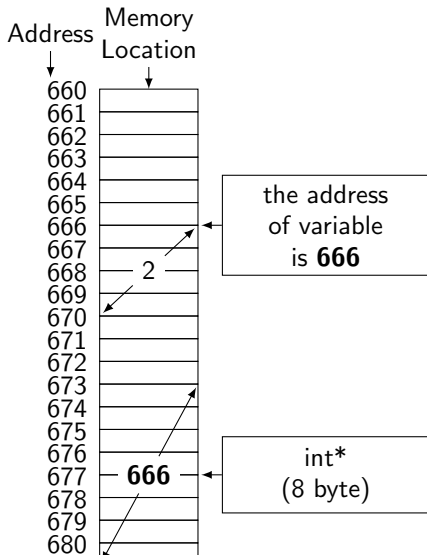 Address
Memory
Location
660
661
662
663
664
665
666
667
668
669
670
671
672
673
674
675
676
677
678
679
680
2
666
the address
of variable
is 666
int*
(8 byte)